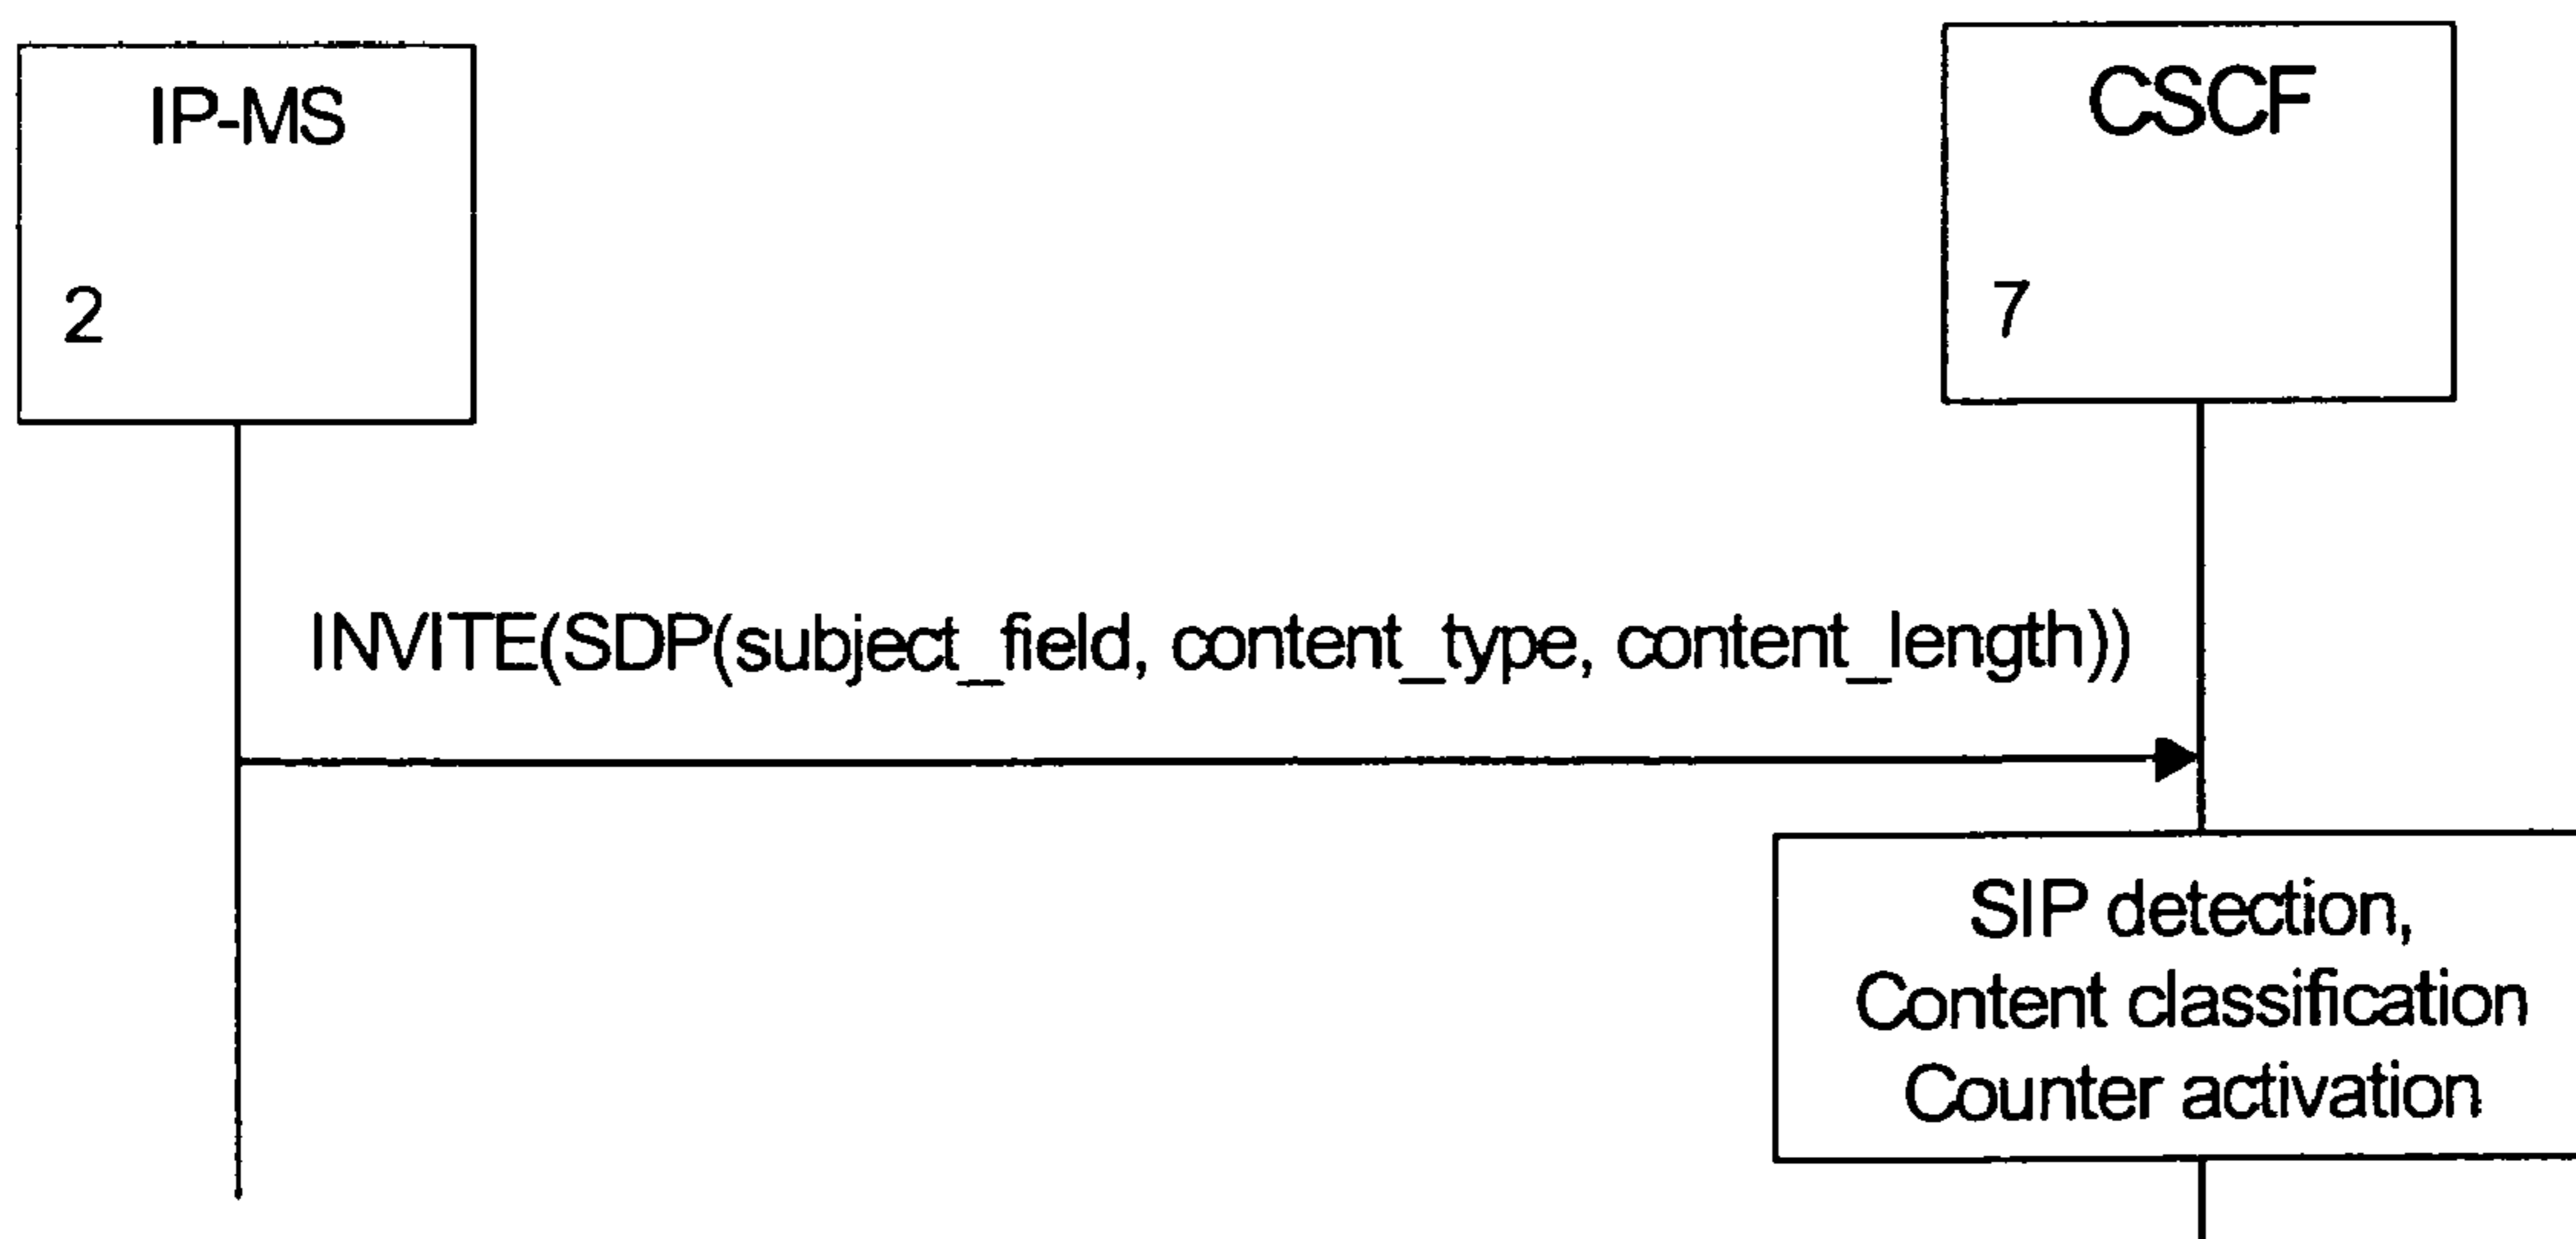 IP-MS
2
CSCF
7
INVITE(SDP(subject_field, content_type, content_length))
SIP detection,
Content classification
Counter activation